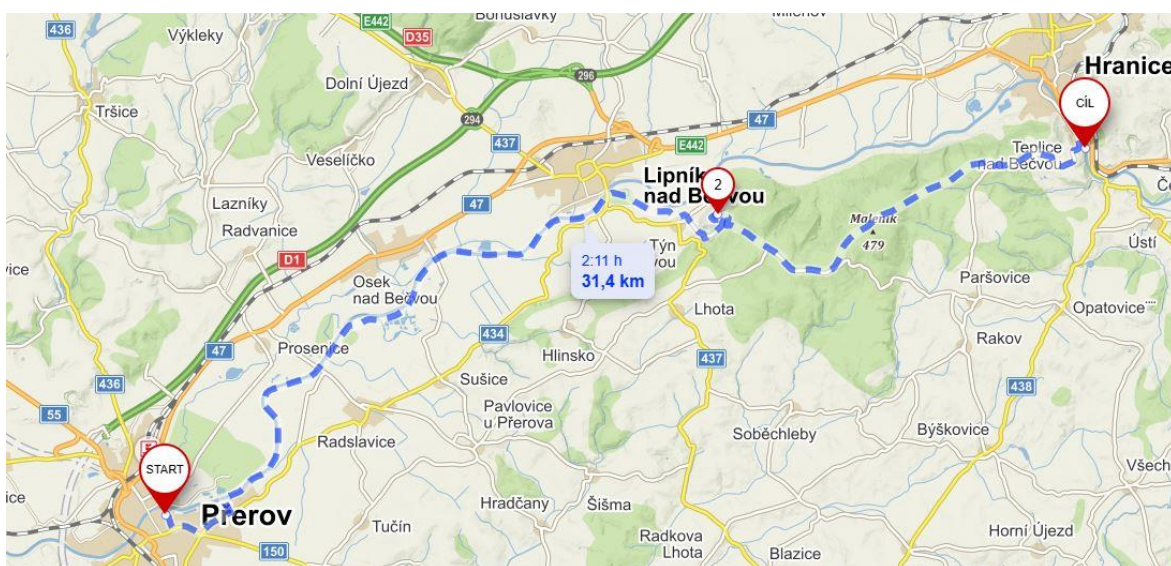 436
Výkleky
E442
D35
Bohuslávky
Milenov
Hranice
CÍL
Tršice
Dolní Újezd
296
294
437
47
E442
Teplice
nad Bečvou
Veselíčko
Lipník
nad Bečvou
2
Lazníky
47
Radvanice
Maleník
479
Týn
Ústí
D1
2:11 h
31,4 km
Osek
nad Bečvou
Paršovice
Opatovice
Lhota
434
Prosenice
47
Hlinsko
437
Rakov
436
Sušice
438
55
Pavlovice
u Přerova
Radslavice
Soběchleby
Býškovice
START
Přerov
Hradčany
Šišma
Tučín
Radkova
Lhota
Horní Újezd
150
Blazice